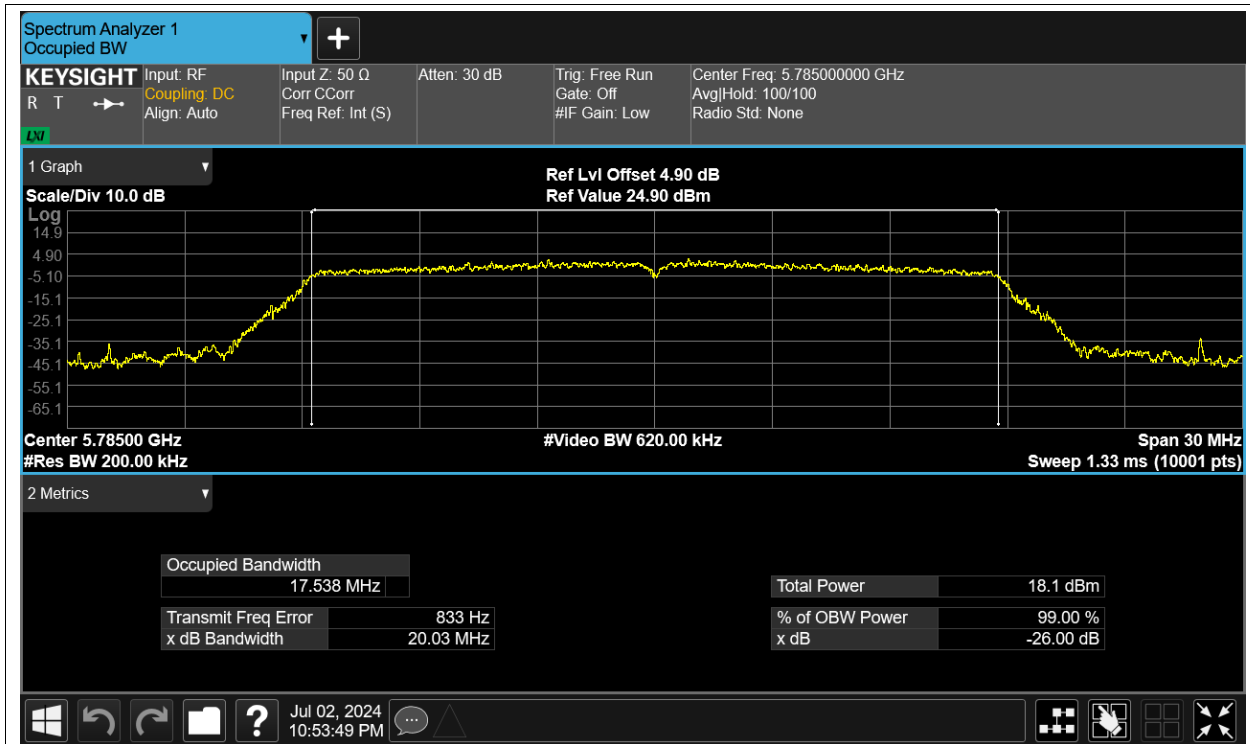 Spectrum Analyzer 1
Occupied BW
KEYSIGHT Input: RF Input Z: 50 Ω Atten: 30 dB Trig: Free Run Center Freq: 5.785000000 GHz
R T Coupling: DC Corr CCorr Gate: Off Avg|Hold: 100/100
Align: Auto Freq Ref: Int (S) #IF Gain: Low Radio Std: None
LXI
1 Graph
Ref Lvl Offset 4.90 dB
Scale/Div 10.0 dB Ref Value 24.90 dBm
Log
14.9
4.90
-5.10
-15.1
-25.1
-35.1
-45.1
-55.1
-65.1
Center 5.78500 GHz #Video BW 620.00 kHz Span 30 MHz
#Res BW 200.00 kHz Sweep 1.33 ms (10001 pts)
2 Metrics
Occupied Bandwidth
17.538 MHz Total Power 18.1 dBm
Transmit Freq Error 833 Hz % of OBW Power 99.00 %
x dB Bandwidth 20.03 MHz x dB -26.00 dB
Jul 02, 2024
10:53:49 PM